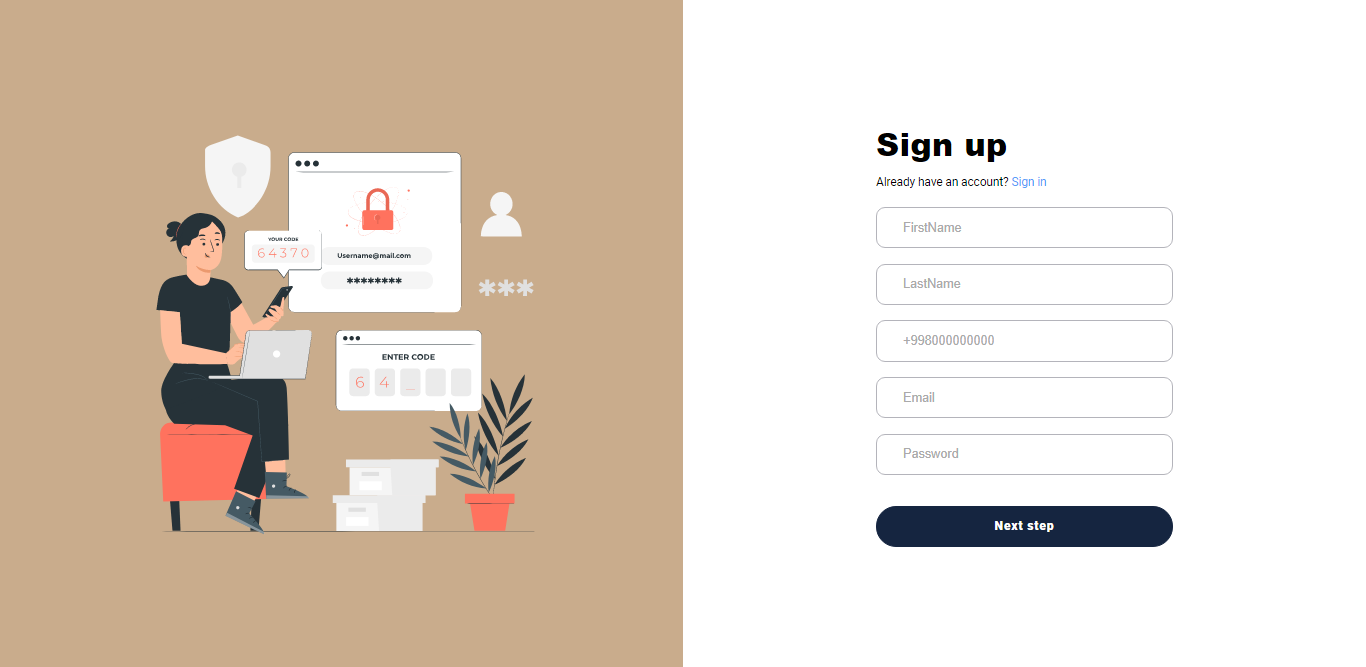 Sign up
Already have an account? Sign in
FirstName
LastName
+998000000000
Email
Password
Next step
YOUR CODE
64370
Username@mail.com
********
***
ENTER CODE
6 4 _